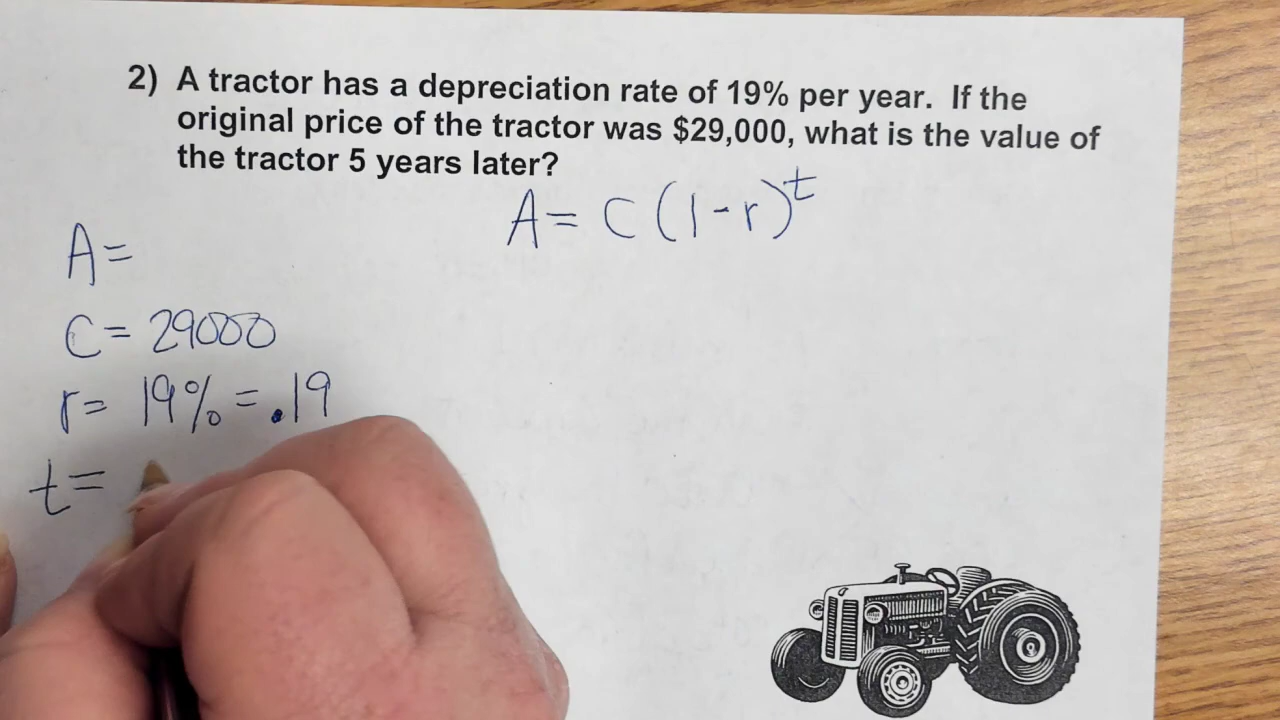 2) A tractor has a depreciation rate of 19% per year. If the
original price of the tractor was $29,000, what is the value of
the tractor 5 years later?
A= C(1-r)^t
A=
C= 29000
r= 19% = .19
t=